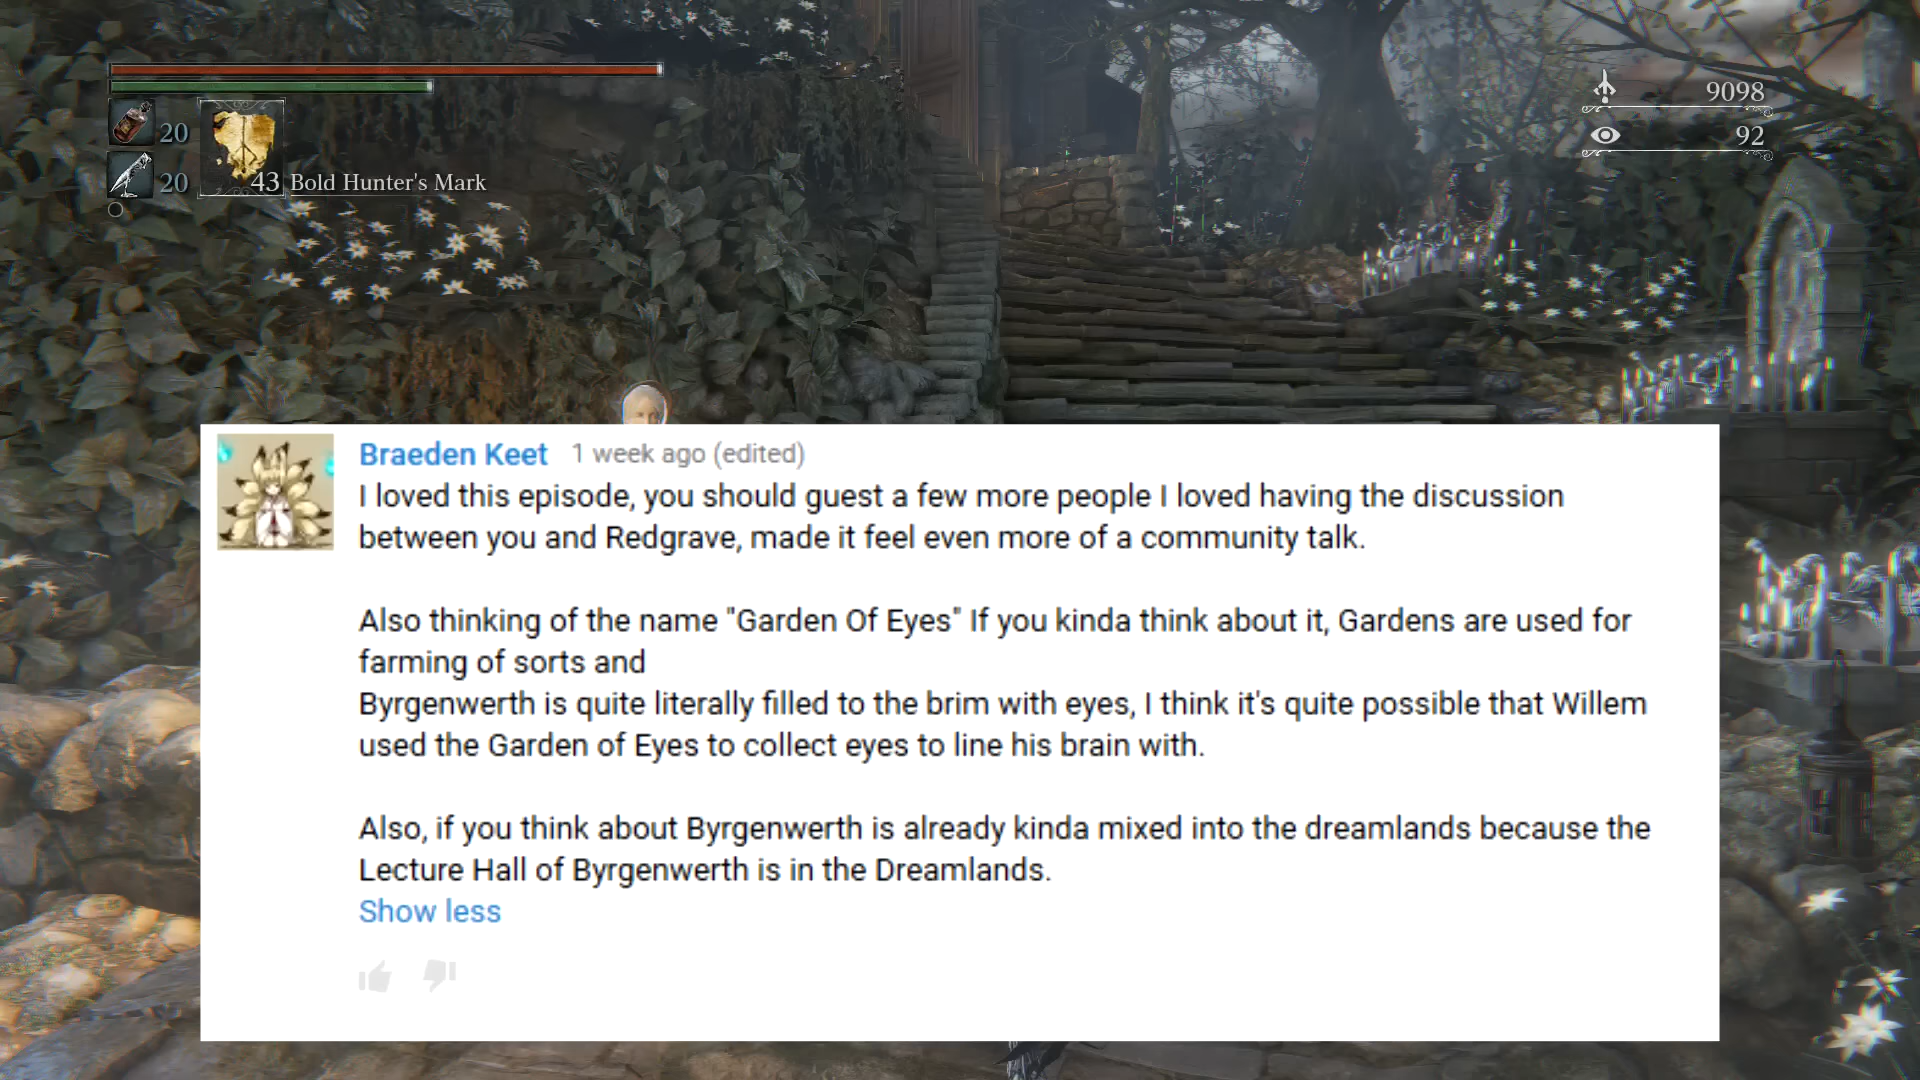 9098
20
92
20
43 Bold Hunter's Mark
Braeden Keet 1 week ago (edited)
I loved this episode, you should guest a few more people I loved having the discussion
between you and Redgrave, made it feel even more of a community talk.
Also thinking of the name "Garden Of Eyes" If you kinda think about it, Gardens are used for
farming of sorts and
Byrgenwerth is quite literally filled to the brim with eyes, I think it's quite possible that Willem
used the Garden of Eyes to collect eyes to line his brain with.
Also, if you think about Byrgenwerth is already kinda mixed into the dreamlands because the
Lecture Hall of Byrgenwerth is in the Dreamlands.
Show less